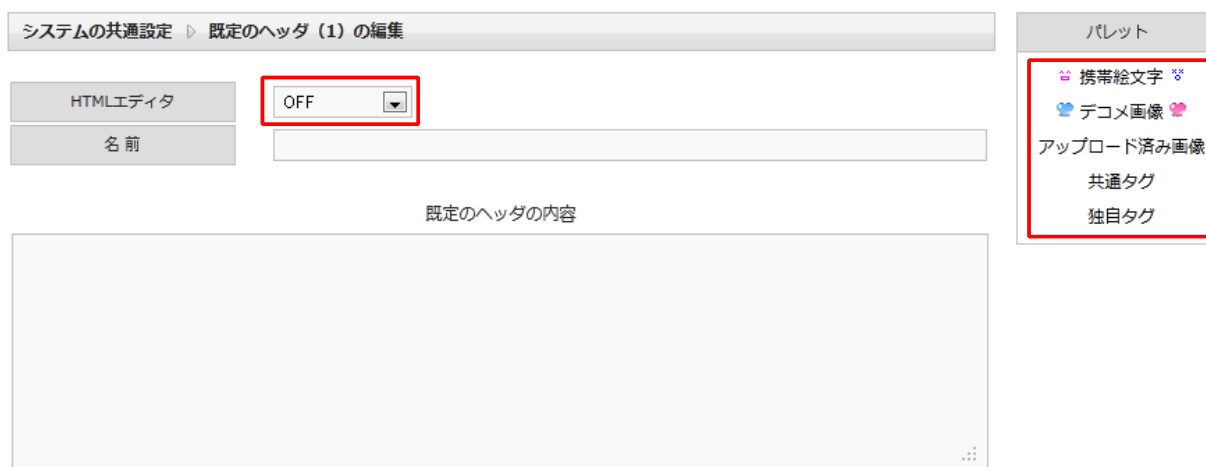 システムの共通設定 ▷ 既定のヘッダ（1）の編集
HTMLエディタ
OFF
名 前
既定のヘッダの内容
パレット
携帯絵文字
デコメ画像
アップロード済み画像
共通タグ
独自タグ